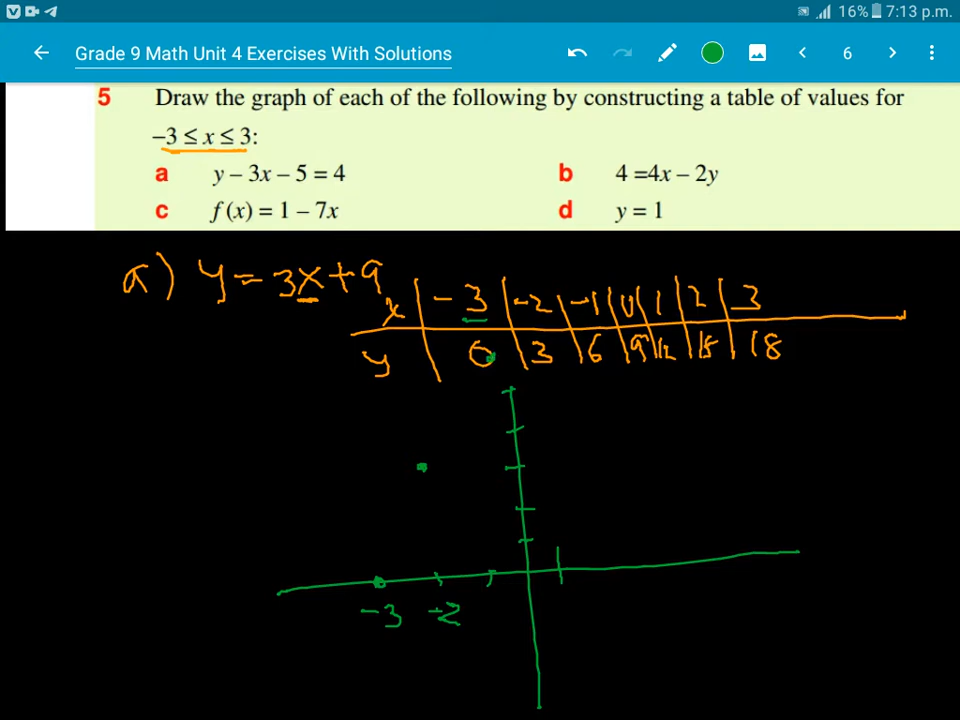 16% 7:13 p.m.
Grade 9 Math Unit 4 Exercises With Solutions 6
5 Draw the graph of each of the following by constructing a table of values for
−3 ≤ x ≤ 3:
a y – 3x – 5 = 4 b 4 =4x – 2y
c f (x) = 1 – 7x d y = 1
a) y = 3x + 9
x -3 -2 -1 0 1 2 3
y 0 3 6 9 12 15 18
-3 -2